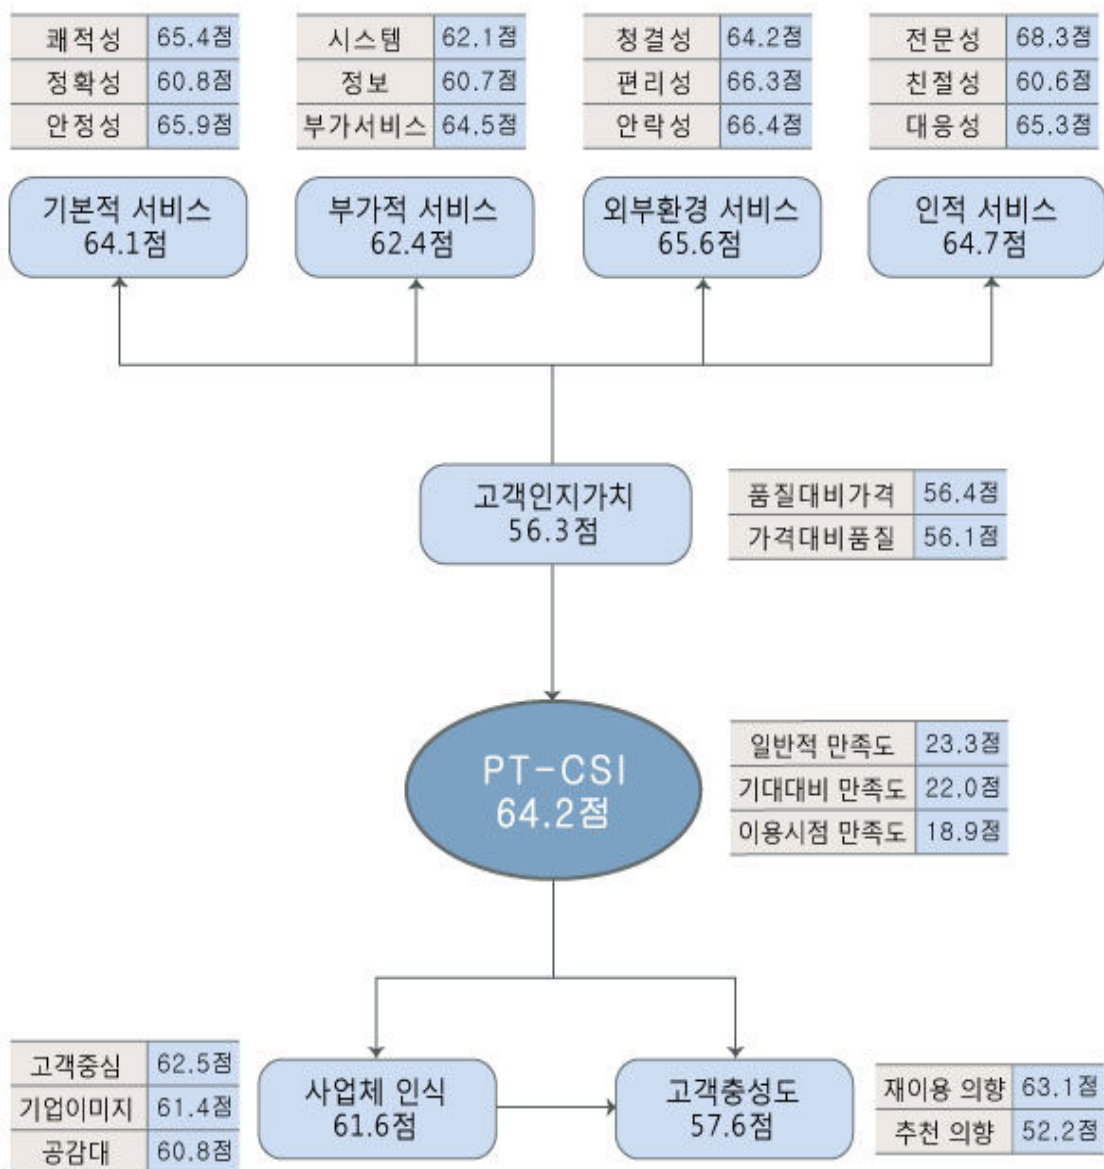 쾌적성 65.4점
정확성 60.8점
안정성 65.9점
시스템 62.1점
정보 60.7점
부가서비스 64.5점
청결성 64.2점
편리성 66.3점
안락성 66.4점
전문성 68.3점
친절성 60.6점
대응성 65.3점
기본적 서비스
64.1점
부가적 서비스
62.4점
외부환경 서비스
65.6점
인적 서비스
64.7점
고객인지가치
56.3점
품질대비가격 56.4점
가격대비품질 56.1점
PT-CSI
64.2점
일반적 만족도 23.3점
기대대비 만족도 22.0점
이용시점 만족도 18.9점
고객중심 62.5점
기업이미지 61.4점
공감대 60.8점
사업체 인식
61.6점
고객충성도
57.6점
재이용 의향 63.1점
추천 의향 52.2점